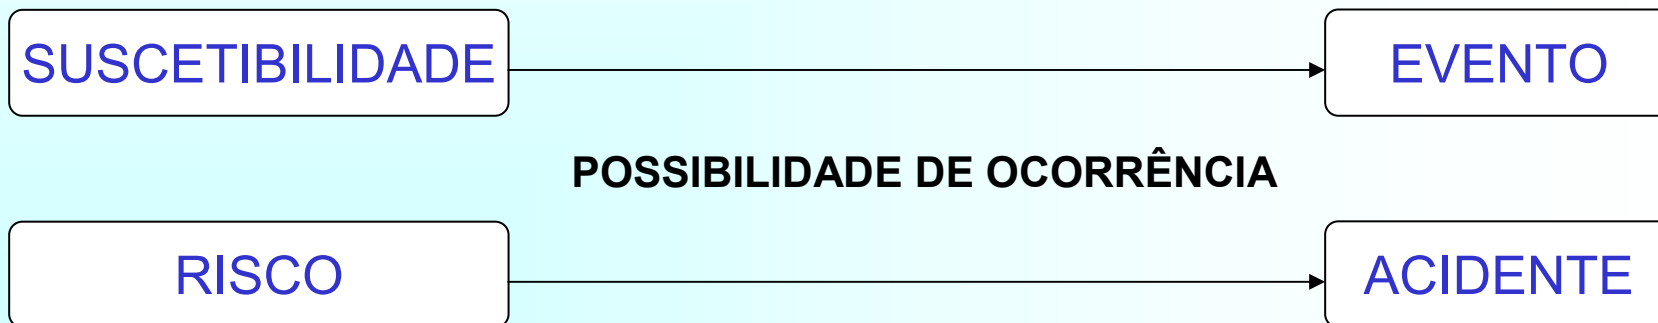 SUSCETIBILIDADE
EVENTO
POSSIBILIDADE DE OCORRÊNCIA
RISCO
ACIDENTE